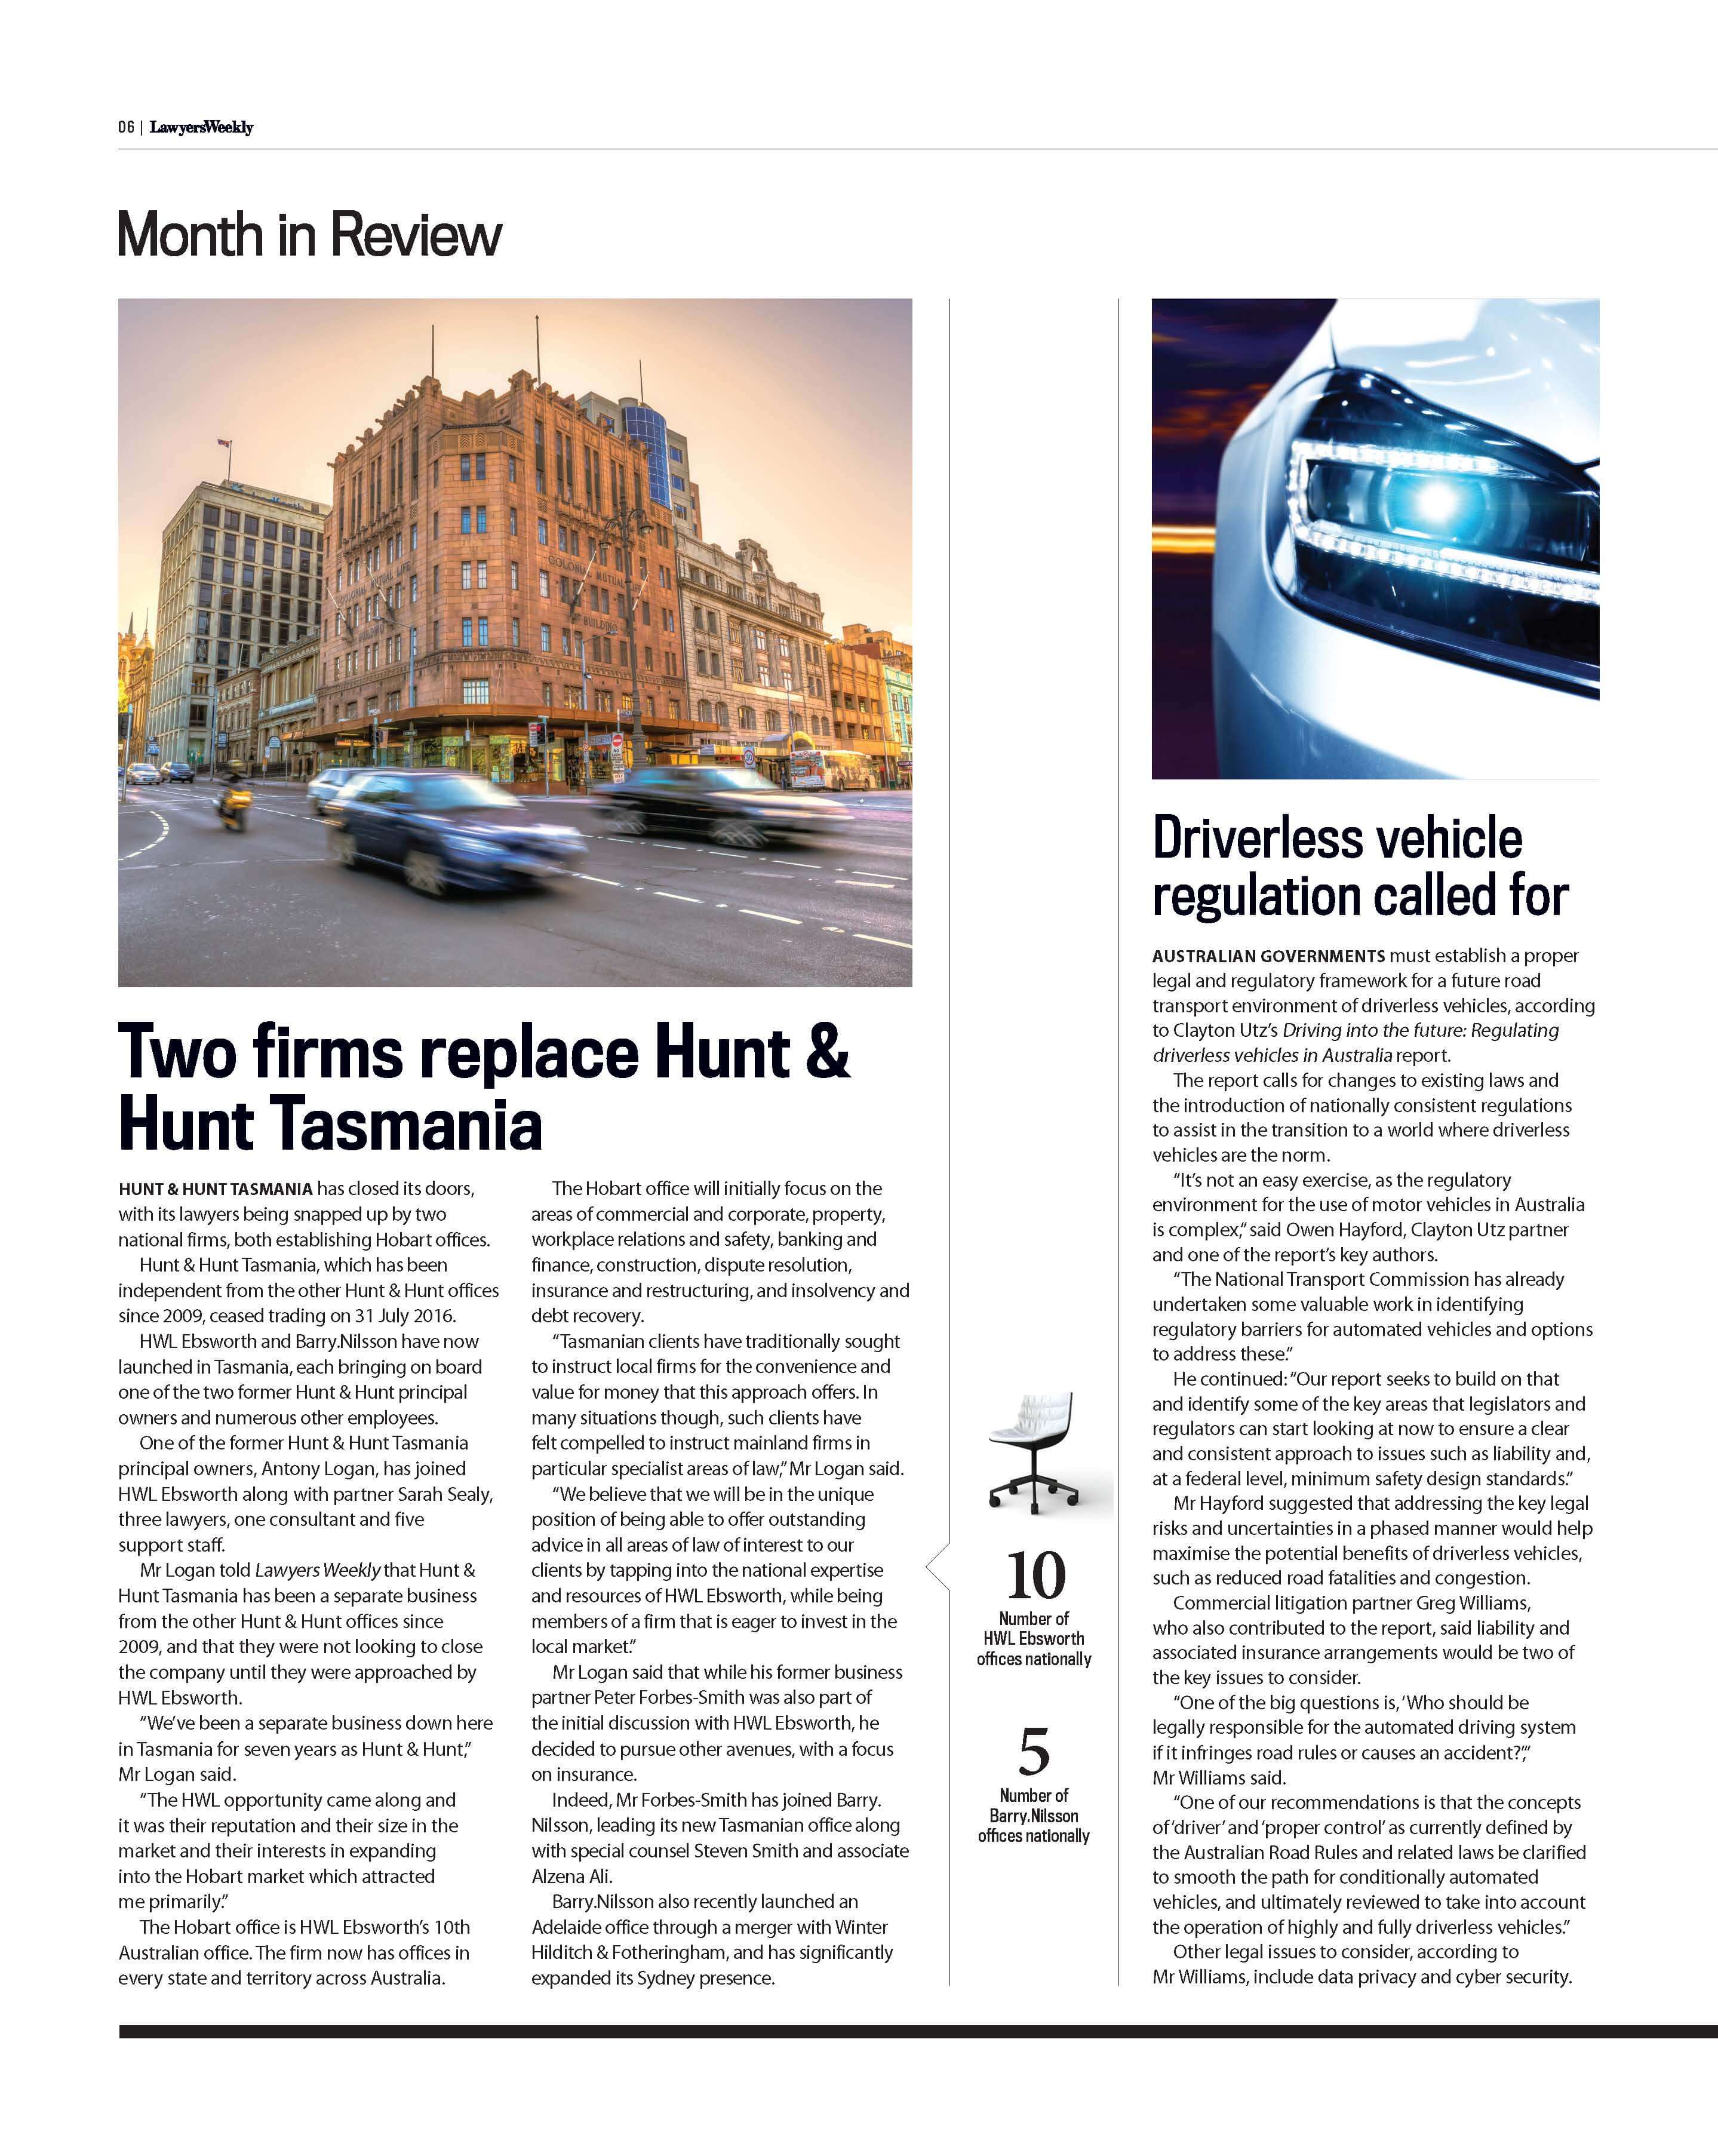 06 | LawyersWeekly
Month in Review
COLONIAL MUTUAL LIFE
BUILDING
COLONIAL MUTUAL LIFE
BUILDING
Two firms replace Hunt &
Hunt Tasmania
HUNT & HUNT TASMANIA has closed its doors,
with its lawyers being snapped up by two
national firms, both establishing Hobart offices.
Hunt & Hunt Tasmania, which has been
independent from the other Hunt & Hunt offices
since 2009, ceased trading on 31 July 2016.
HWL Ebsworth and Barry.Nilsson have now
launched in Tasmania, each bringing on board
one of the two former Hunt & Hunt principal
owners and numerous other employees.
One of the former Hunt & Hunt Tasmania
principal owners, Antony Logan, has joined
HWL Ebsworth along with partner Sarah Sealy,
three lawyers, one consultant and five
support staff.
Mr Logan told Lawyers Weekly that Hunt &
Hunt Tasmania has been a separate business
from the other Hunt & Hunt offices since
2009, and that they were not looking to close
the company until they were approached by
HWL Ebsworth.
“We’ve been a separate business down here
in Tasmania for seven years as Hunt & Hunt,”
Mr Logan said.
“The HWL opportunity came along and
it was their reputation and their size in the
market and their interests in expanding
into the Hobart market which attracted
me primarily.”
The Hobart office is HWL Ebsworth’s 10th
Australian office. The firm now has offices in
every state and territory across Australia.
The Hobart office will initially focus on the
areas of commercial and corporate, property,
workplace relations and safety, banking and
finance, construction, dispute resolution,
insurance and restructuring, and insolvency and
debt recovery.
“Tasmanian clients have traditionally sought
to instruct local firms for the convenience and
value for money that this approach offers. In
many situations though, such clients have
felt compelled to instruct mainland firms in
particular specialist areas of law,” Mr Logan said.
“We believe that we will be in the unique
position of being able to offer outstanding
advice in all areas of law of interest to our
clients by tapping into the national expertise
and resources of HWL Ebsworth, while being
members of a firm that is eager to invest in the
local market.”
Mr Logan said that while his former business
partner Peter Forbes-Smith was also part of
the initial discussion with HWL Ebsworth, he
decided to pursue other avenues, with a focus
on insurance.
Indeed, Mr Forbes-Smith has joined Barry.
Nilsson, leading its new Tasmanian office along
with special counsel Steven Smith and associate
Alzena Ali.
Barry.Nilsson also recently launched an
Adelaide office through a merger with Winter
Hilditch & Fotheringham, and has significantly
expanded its Sydney presence.
10
Number of
HWL Ebsworth
offices nationally
5
Number of
Barry.Nilsson
offices nationally
Driverless vehicle
regulation called for
AUSTRALIAN GOVERNMENTS must establish a proper
legal and regulatory framework for a future road
transport environment of driverless vehicles, according
to Clayton Utz’s Driving into the future: Regulating
driverless vehicles in Australia report.
The report calls for changes to existing laws and
the introduction of nationally consistent regulations
to assist in the transition to a world where driverless
vehicles are the norm.
“It’s not an easy exercise, as the regulatory
environment for the use of motor vehicles in Australia
is complex,” said Owen Hayford, Clayton Utz partner
and one of the report’s key authors.
“The National Transport Commission has already
undertaken some valuable work in identifying
regulatory barriers for automated vehicles and options
to address these.”
He continued: “Our report seeks to build on that
and identify some of the key areas that legislators and
regulators can start looking at now to ensure a clear
and consistent approach to issues such as liability and,
at a federal level, minimum safety design standards.”
Mr Hayford suggested that addressing the key legal
risks and uncertainties in a phased manner would help
maximise the potential benefits of driverless vehicles,
such as reduced road fatalities and congestion.
Commercial litigation partner Greg Williams,
who also contributed to the report, said liability and
associated insurance arrangements would be two of
the key issues to consider.
“One of the big questions is, ‘Who should be
legally responsible for the automated driving system
if it infringes road rules or causes an accident?’,”
Mr Williams said.
“One of our recommendations is that the concepts
of ‘driver’ and ‘proper control’ as currently defined by
the Australian Road Rules and related laws be clarified
to smooth the path for conditionally automated
vehicles, and ultimately reviewed to take into account
the operation of highly and fully driverless vehicles.”
Other legal issues to consider, according to
Mr Williams, include data privacy and cyber security.